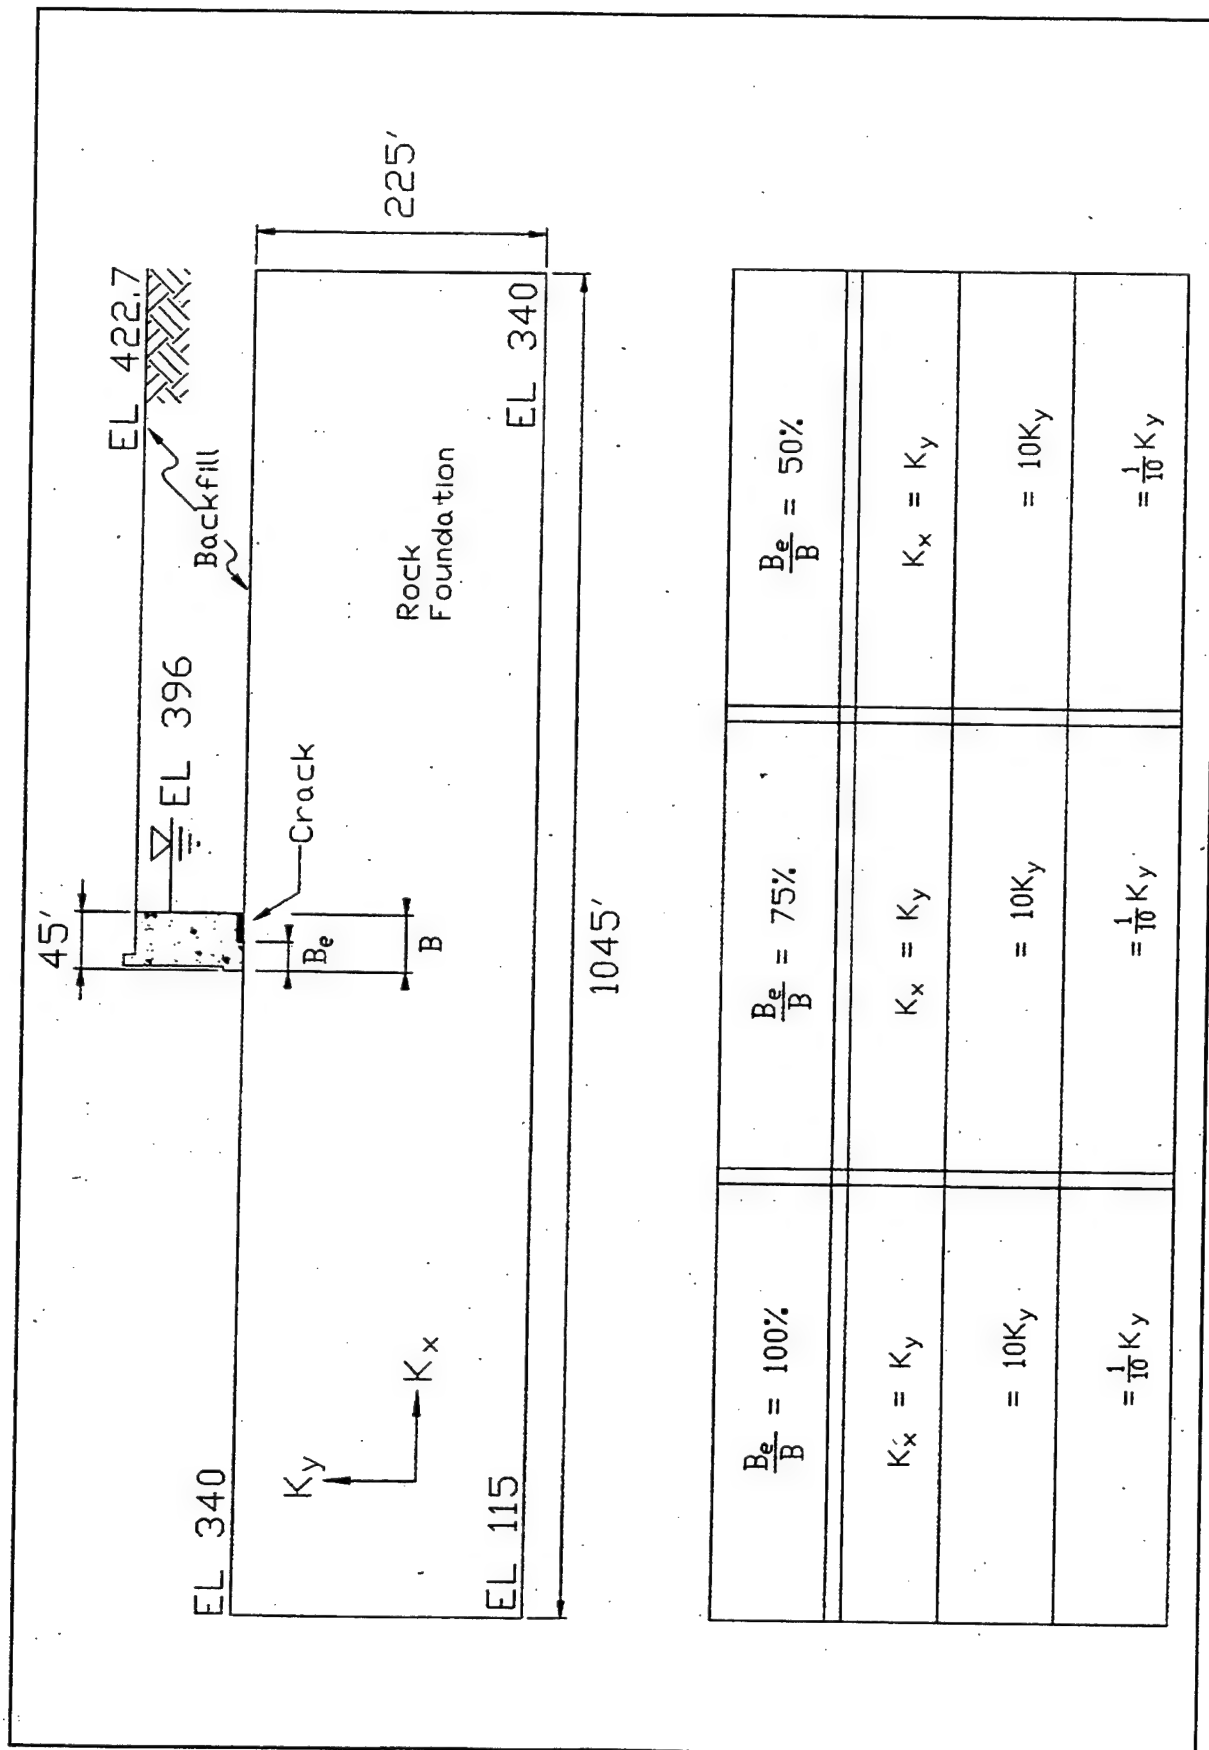 45′
EL 422.7
Backfill
EL 396
Crack
225′
Bₑ
B
EL 340
Rock
Foundation
Ky
Kx
EL 115
EL 340
1045′
Bₑ/B = 100%
Bₑ/B = 75%
Bₑ/B = 50%
Kx = Ky
Kx = Ky
Kx = Ky
= 10Ky
= 10Ky
= 10Ky
= 1/10 Ky
= 1/10 Ky
= 1/10 Ky